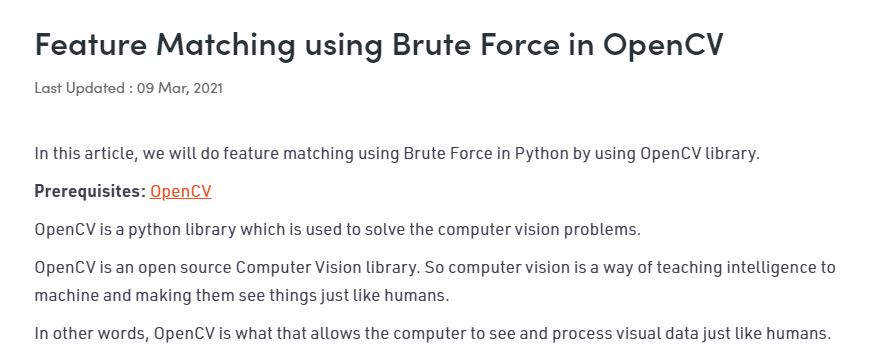 Feature Matching using Brute Force in OpenCV
Last Updated : 09 Mar, 2021
In this article, we will do feature matching using Brute Force in Python by using OpenCV library.
Prerequisites: OpenCV
OpenCV is a python library which is used to solve the computer vision problems.
OpenCV is an open source Computer Vision library. So computer vision is a way of teaching intelligence to
machine and making them see things just like humans.
In other words, OpenCV is what that allows the computer to see and process visual data just like humans.